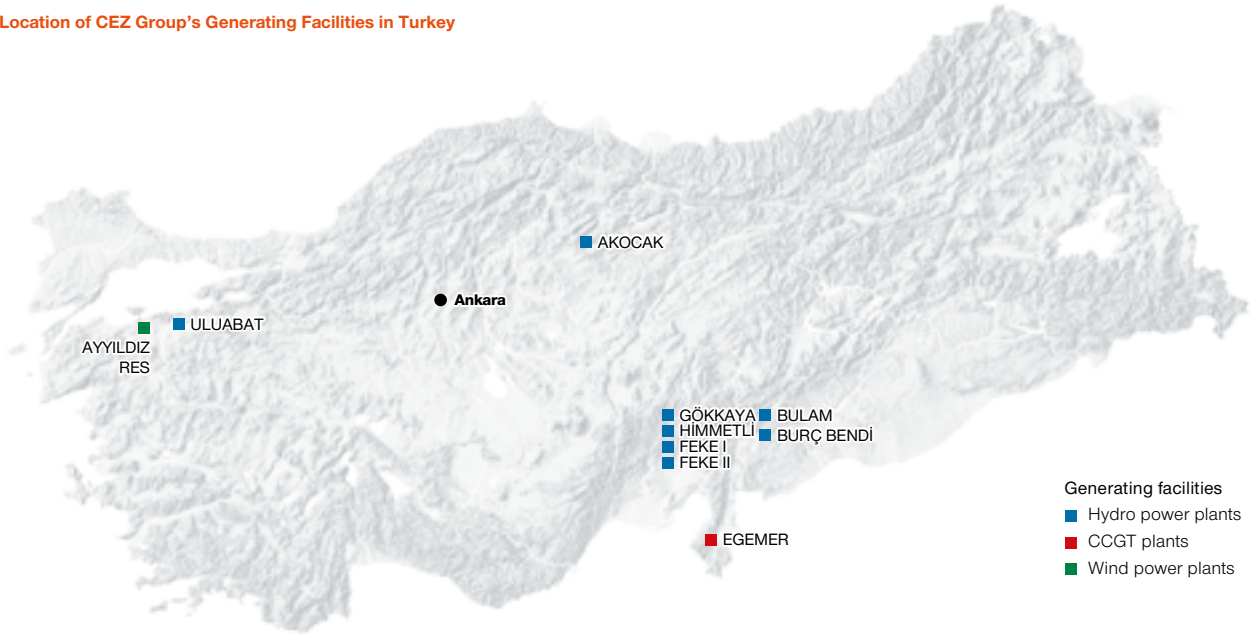 Location of CEZ Group's Generating Facilities in Turkey
AKOCAK
Ankara
ULUABAT
AYYILDIZ
RES
GÖKKAYA
HİMMETLİ
FEKE I
FEKE II
BULAM
BURÇ BENDİ
EGEMER
Generating facilities
Hydro power plants
CCGT plants
Wind power plants